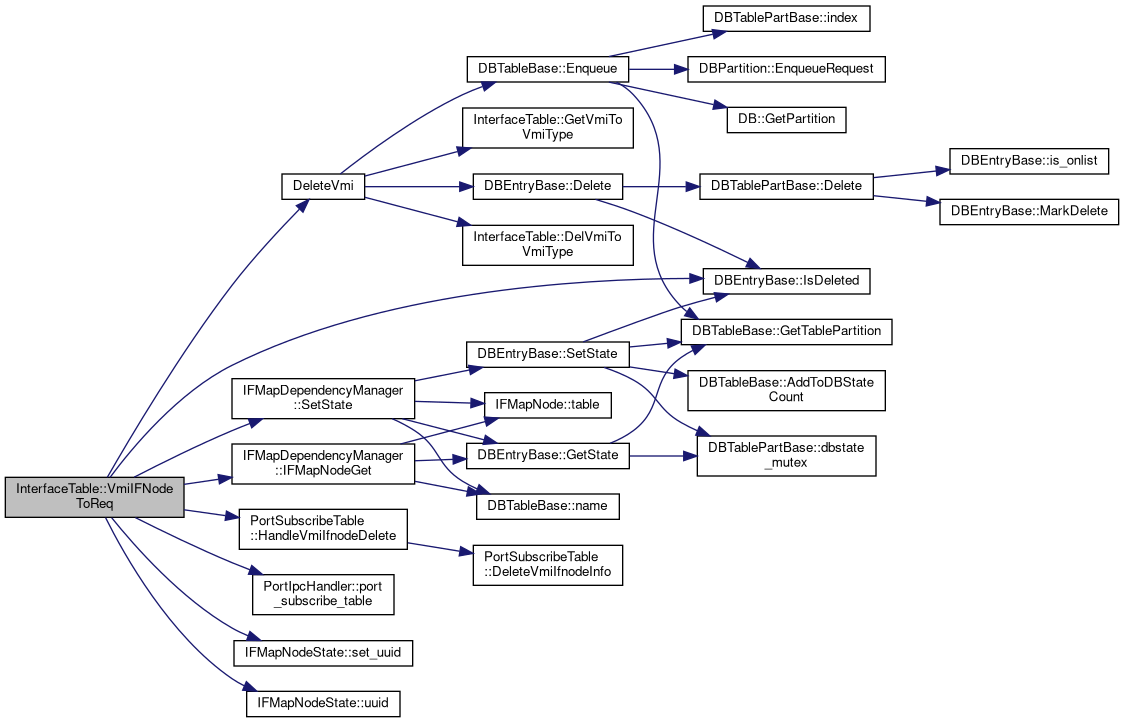 DBTablePartBase::index
DBTableBase::Enqueue
DBPartition::EnqueueRequest
DB::GetPartition
InterfaceTable::GetVmiTo
VmiType
DeleteVmi
DBEntryBase::Delete
DBTablePartBase::Delete
DBEntryBase::is_onlist
DBEntryBase::MarkDelete
InterfaceTable::DelVmiTo
VmiType
DBEntryBase::IsDeleted
DBTableBase::GetTablePartition
DBEntryBase::SetState
DBTableBase::AddToDBState
Count
IFMapDependencyManager
::SetState
IFMapNode::table
DBTablePartBase::dbstate
_mutex
IFMapDependencyManager
::IFMapNodeGet
DBEntryBase::GetState
InterfaceTable::VmiIFNode
ToReq
DBTableBase::name
PortSubscribeTable
::HandleVmiIfnodeDelete
PortSubscribeTable
::DeleteVmiIfnodeInfo
PortIpcHandler::port
_subscribe_table
IFMapNodeState::set_uuid
IFMapNodeState::uuid